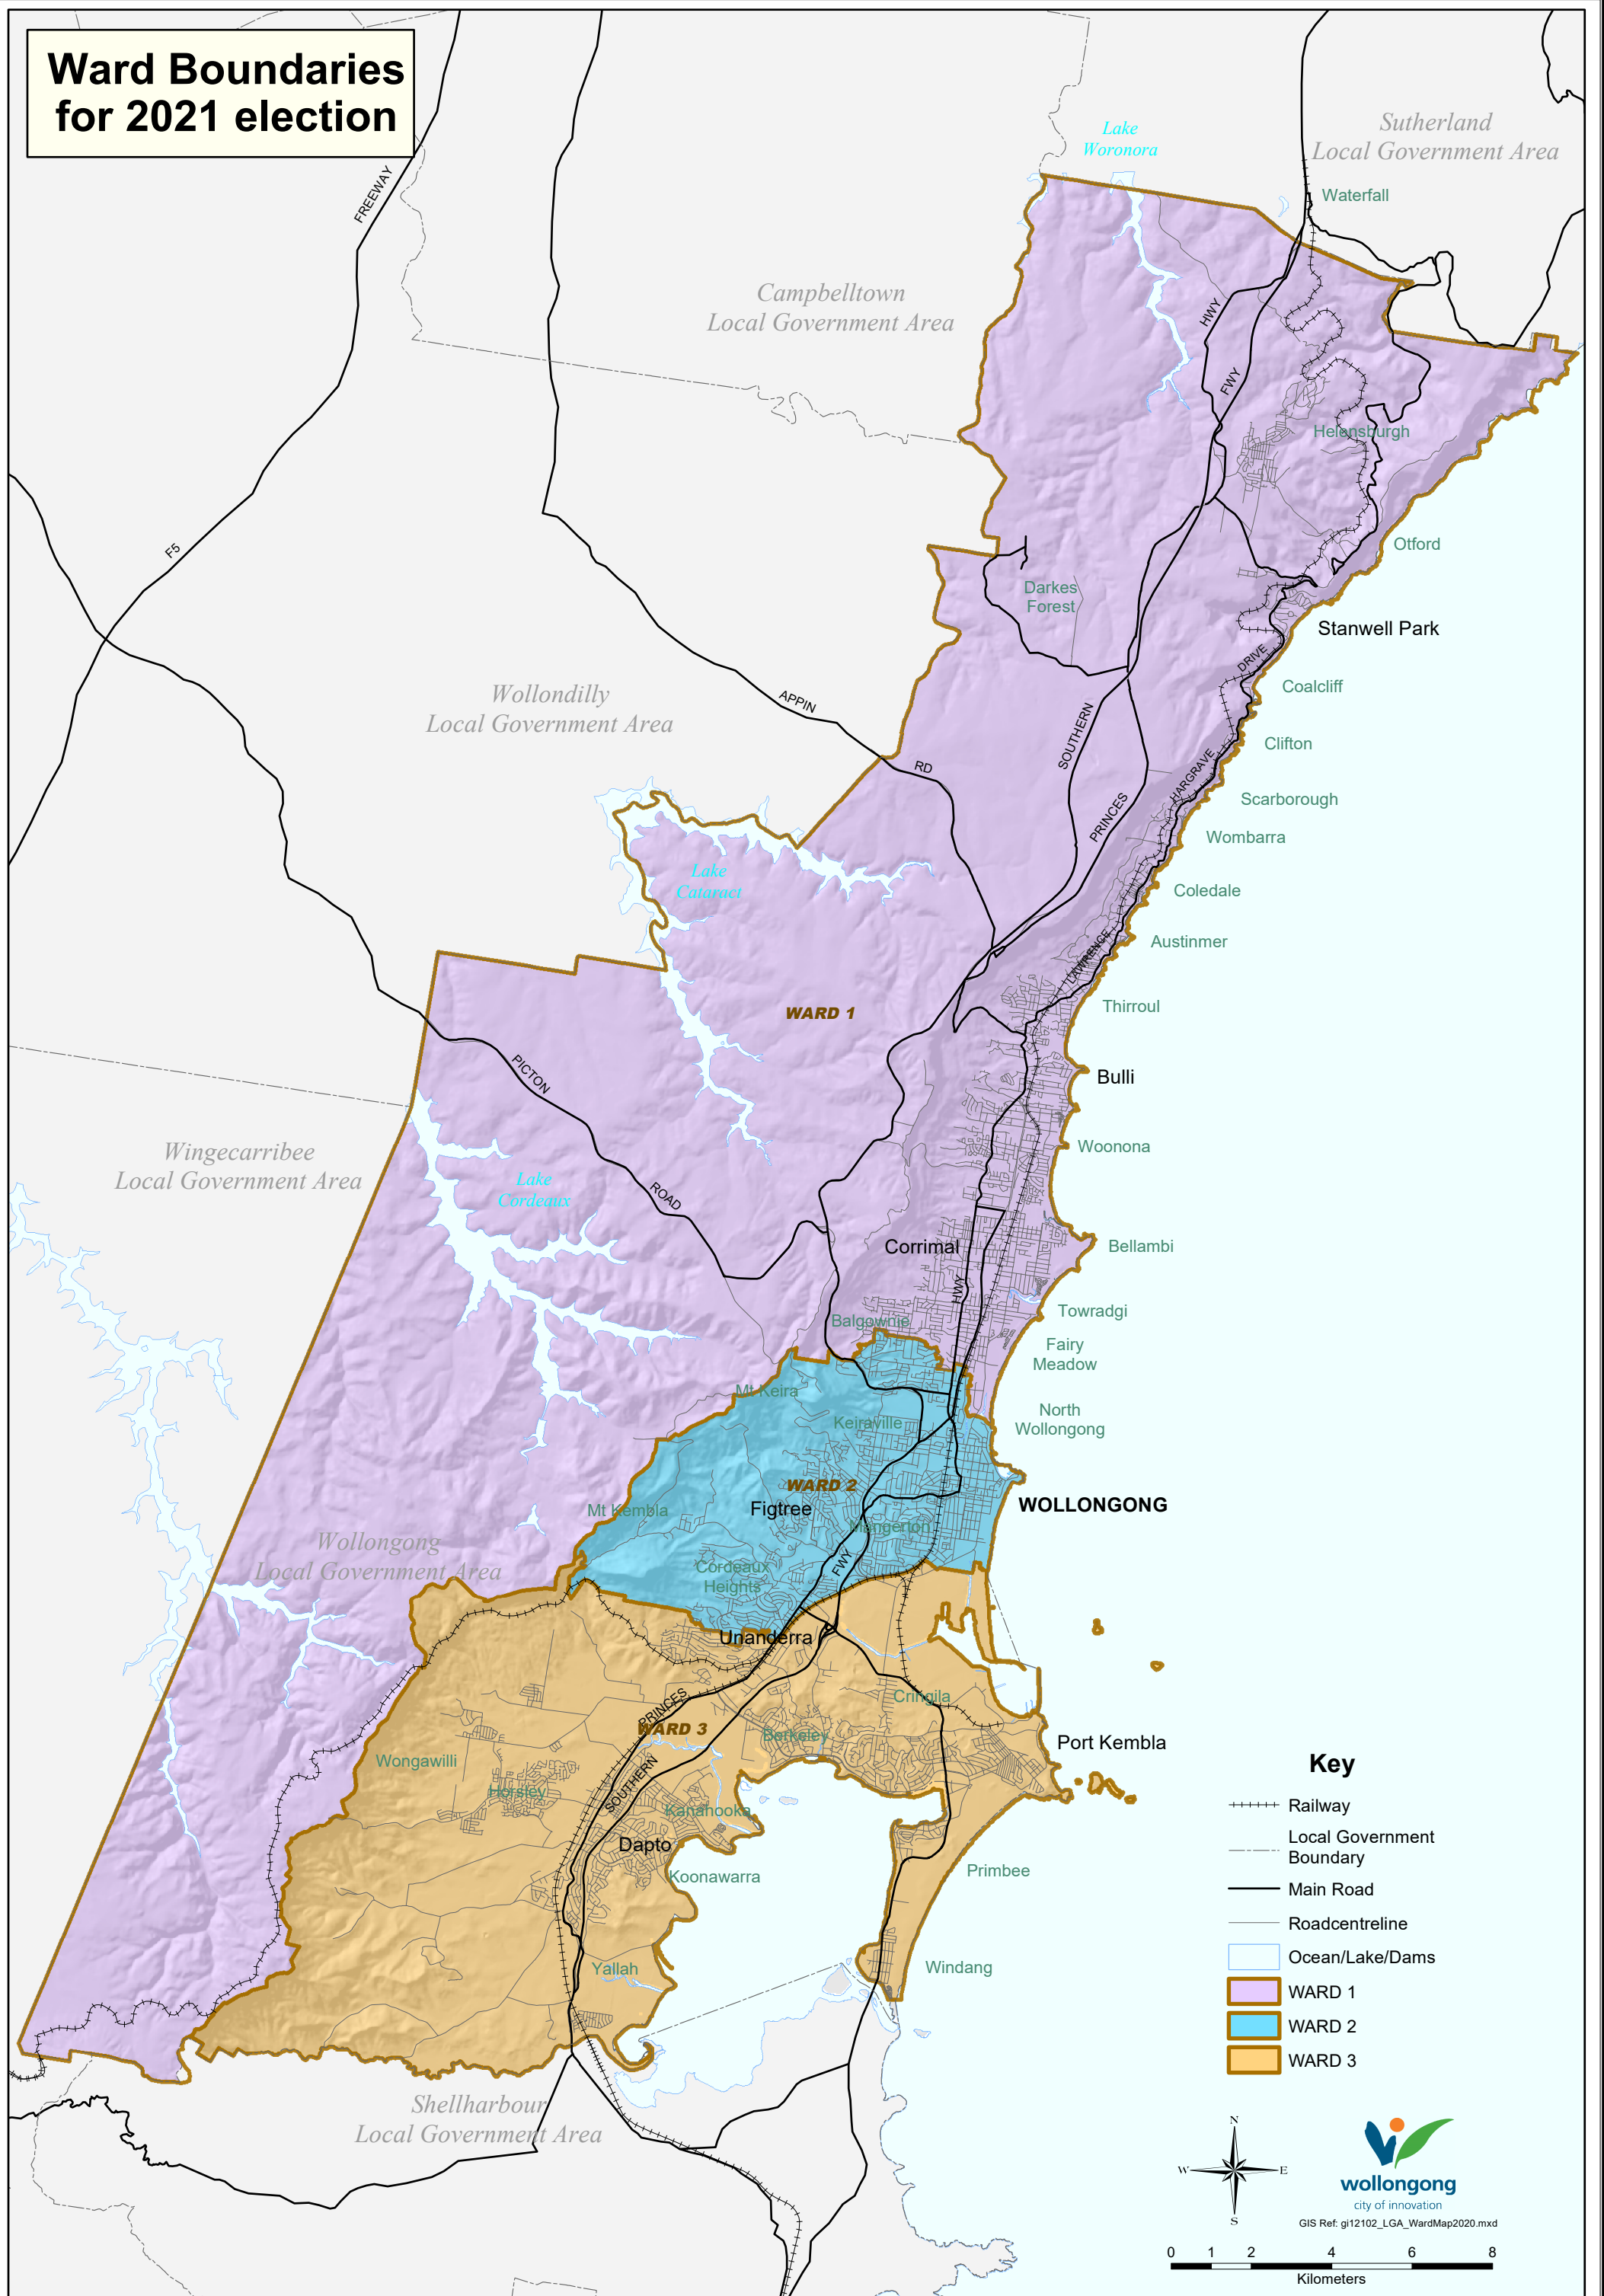 Ward Boundaries
for 2021 election
Sutherland
Local Government Area
Lake
Woronora
Waterfall
FREEWAY
Campbelltown
Local Government Area
HWY
FWY
Helensburgh
F5
Otford
Darkes
Forest
Stanwell Park
DRIVE
Coalcliff
Wollondilly
Local Government Area
APPIN
SOUTHERN
Clifton
RD
HARGRAVE
Scarborough
PRINCES
Wombarra
Lake
Cataract
Coledale
LAWRENCE
Austinmer
Thirroul
WARD 1
PICTON
Bulli
Woonona
Wingecarribee
Local Government Area
Lake
Cordeaux
ROAD
Corrimal
Bellambi
HWY
Towradgi
Balgownie
Fairy
Meadow
Mt Keira
North
Wollongong
Keiraville
WARD 2
Figtree
WOLLONGONG
Mt Kembla
Mangerton
Wollongong
Local Government Area
Cordeaux
Heights
FWY
Unanderra
Cringila
PRINCES
WARD 3
Berkeley
Port Kembla
Wongawilli
Horsley
SOUTHERN
Kanahooka
Dapto
Koonawarra
Primbee
Yallah
Windang
Shellharbour
Local Government Area
Key
Railway
Local Government
Boundary
Main Road
Roadcentreline
Ocean/Lake/Dams
WARD 1
WARD 2
WARD 3
N
W E
S
wollongong
city of innovation
GIS Ref: gi12102_LGA_WardMap2020.mxd
0 1 2 4 6 8
Kilometers